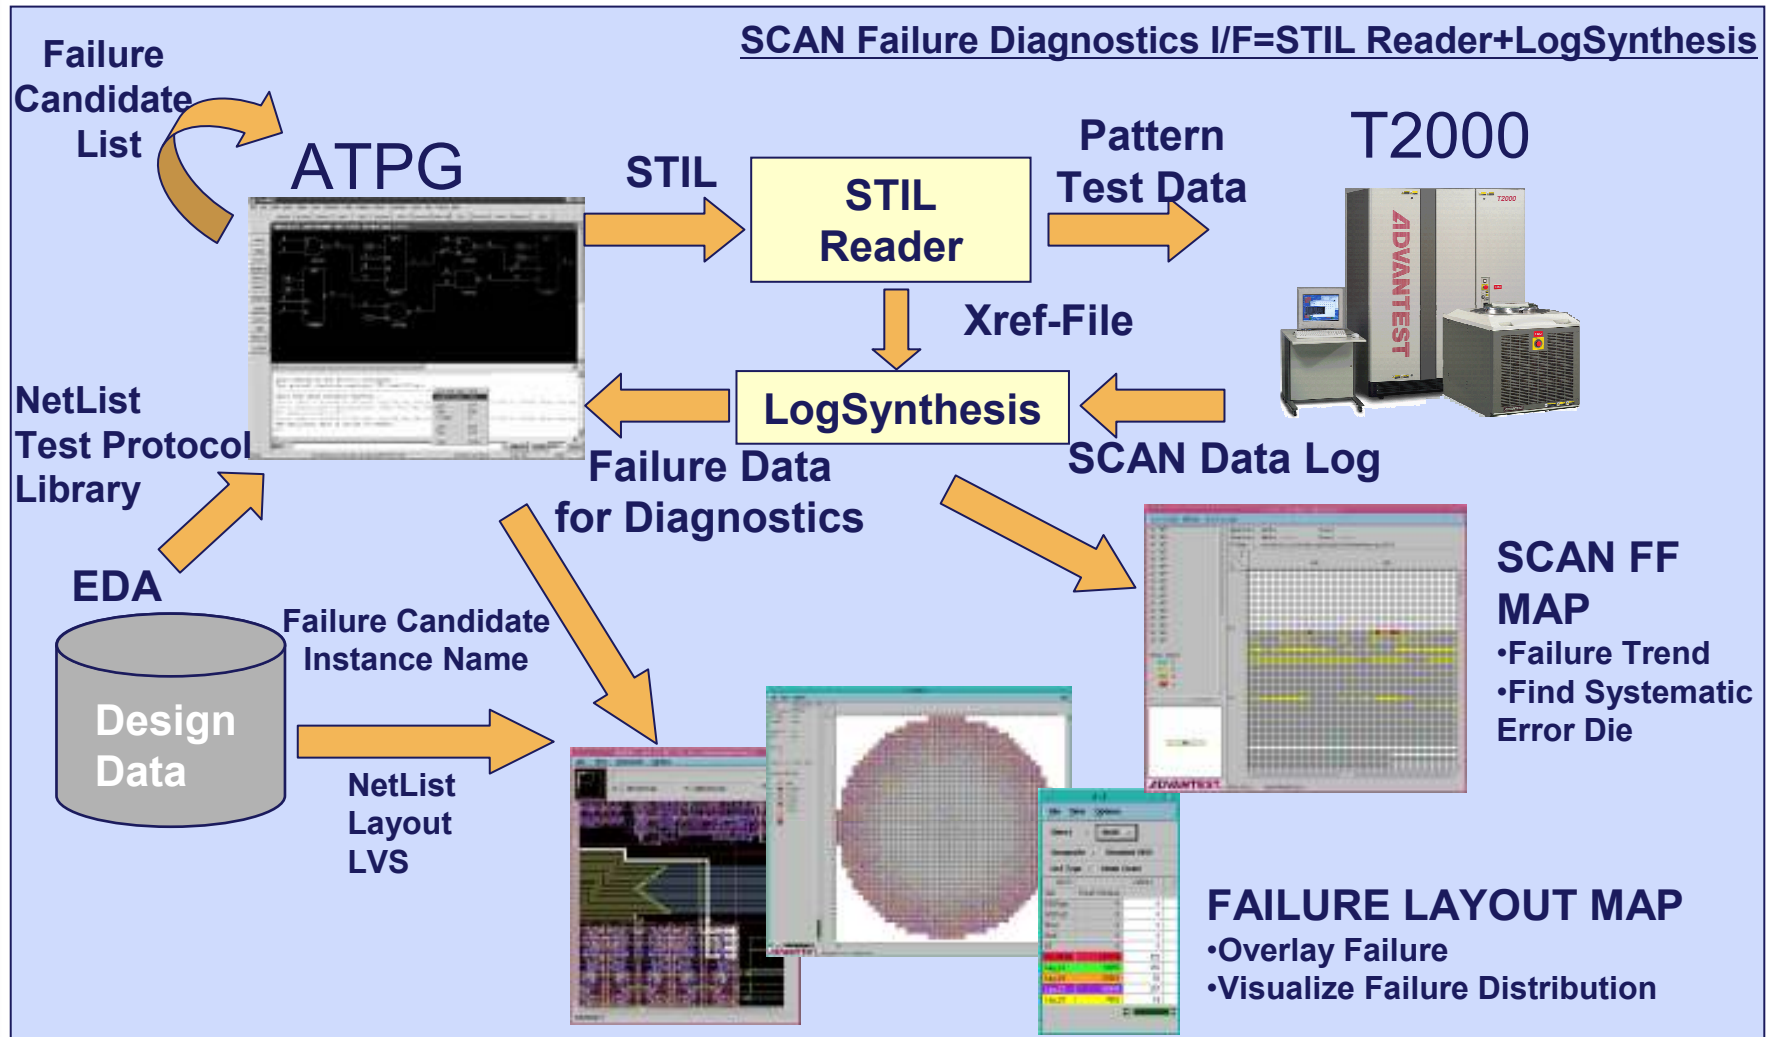 SCAN Failure Diagnostics I/F=STIL Reader+LogSynthesis
Failure
Candidate
List
ATPG
STIL
STIL
Reader
Pattern
Test Data
T2000
T2000
ADVANTEST
Xref-File
LogSynthesis
SCAN Data Log
Failure Data
for Diagnostics
NetList
Test Protocol
Library
EDA
Design
Data
Failure Candidate
Instance Name
NetList
Layout
LVS
ADVANTEST
SCAN FF
MAP
•Failure Trend
•Find Systematic
Error Die
FAILURE LAYOUT MAP
•Overlay Failure
•Visualize Failure Distribution